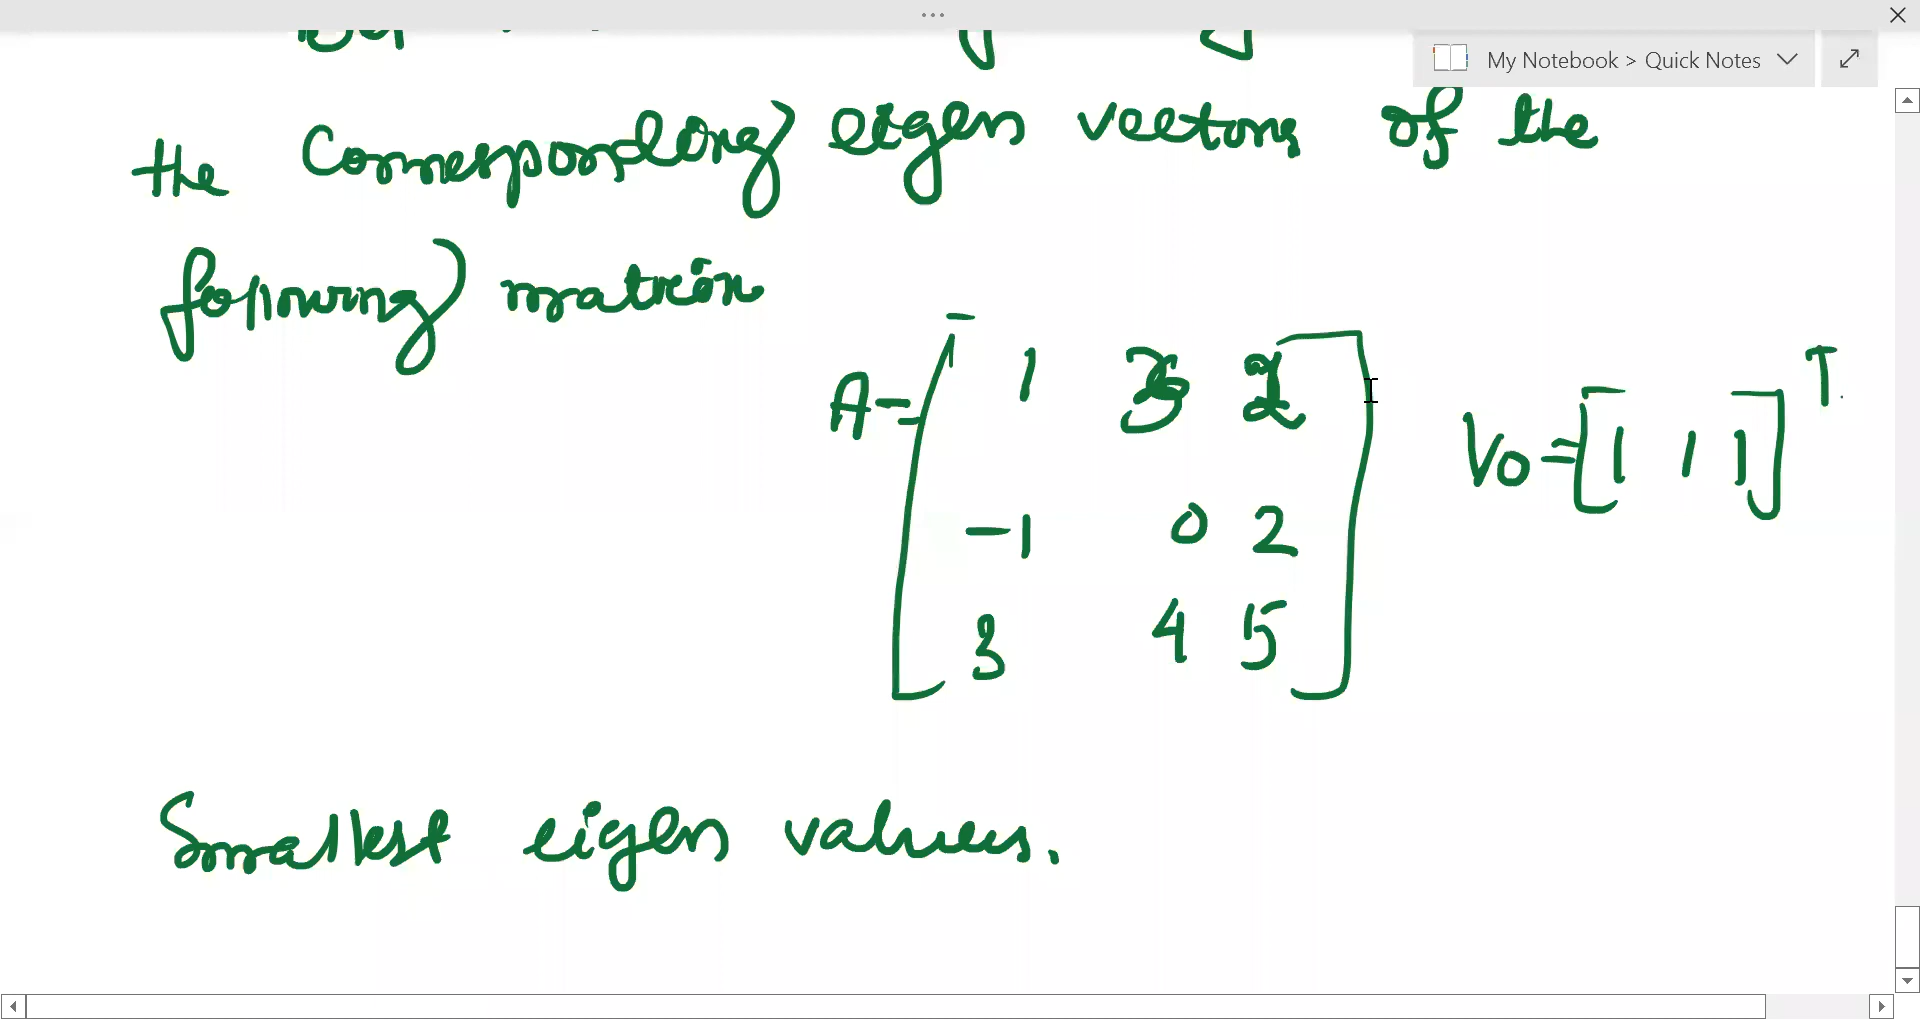 My Notebook > Quick Notes
the corresponding eigen vectors of the
following matrix
A = [ 1 3 2
-1 0 2
3 4 5 ]
V0 = [1 1 1]T
Smallest eigen values.